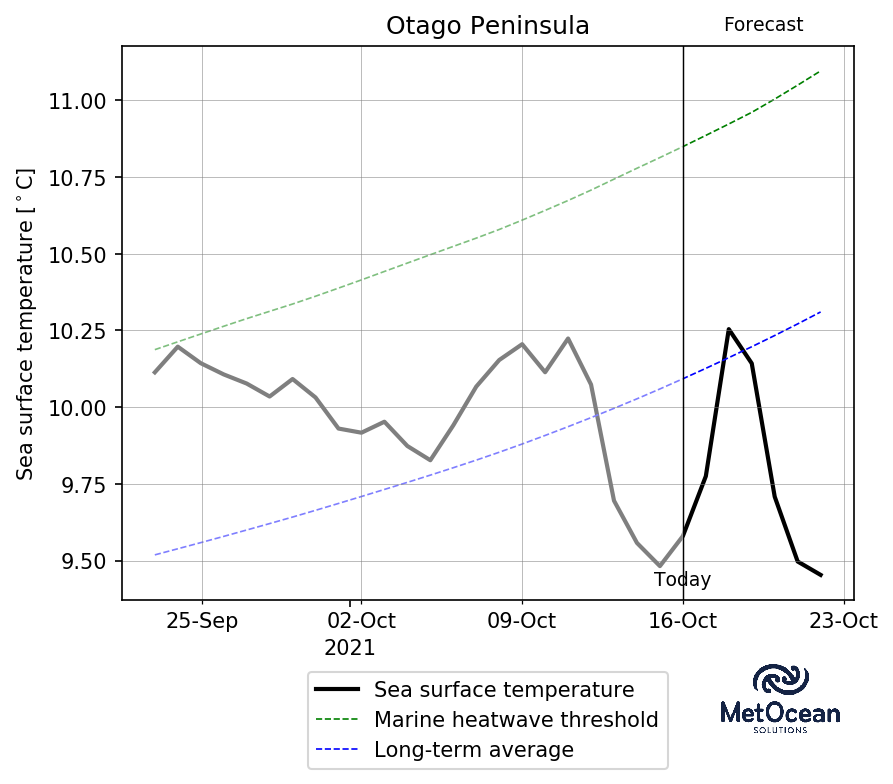 Otago Peninsula
Forecast
Sea surface temperature [°C]
11.00
10.75
10.50
10.25
10.00
9.75
9.50
Today
25-Sep 02-Oct 09-Oct 16-Oct 23-Oct
2021
Sea surface temperature
Marine heatwave threshold
Long-term average
MetOcean
SOLUTIONS